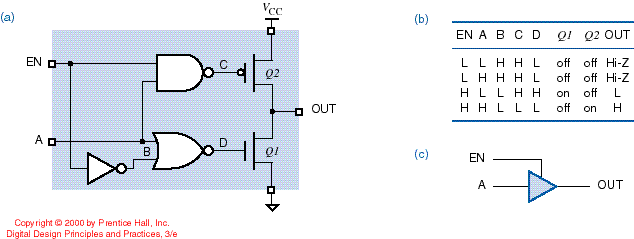 (a)
VCC
EN
C
Q2
OUT
A
B
D
Q1
Copyright © 2000 by Prentice Hall, Inc.
Digital Design Principles and Practices, 3/e
(b)
EN A B C D Q1 Q2 OUT
L L H H L off off Hi-Z
L H H H L off off Hi-Z
H L L H H on off L
H H L L L off on H
(c)
EN
A
OUT